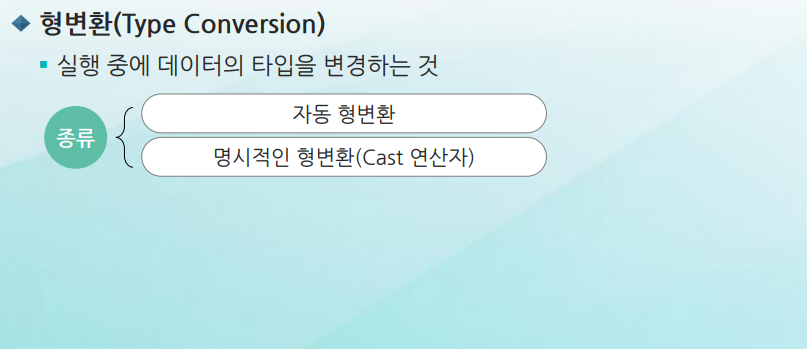 형변환(Type Conversion)
실행 중에 데이터의 타입을 변경하는 것
종류
자동 형변환
명시적인 형변환(Cast 연산자)